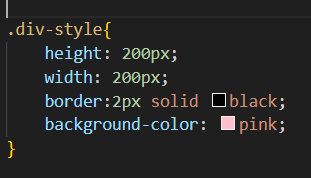 .div-style{
    height: 200px;
    width: 200px;
    border:2px solid black;
    background-color: pink;
}